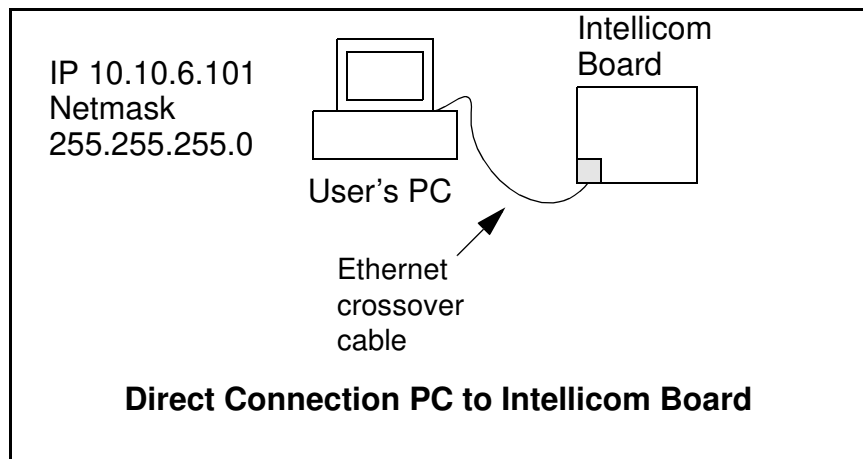 IP 10.10.6.101
Netmask
255.255.255.0
User's PC
Intellicom
Board
Ethernet
crossover
cable
Direct Connection PC to Intellicom Board